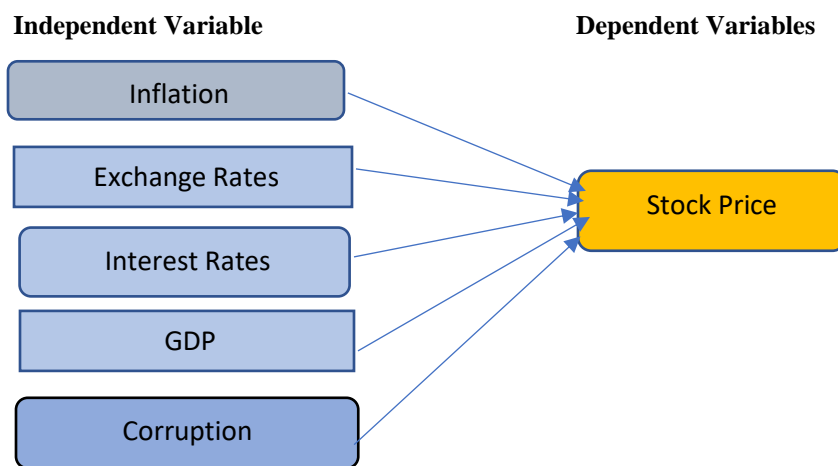 Independent Variable
Dependent Variables
Inflation
Exchange Rates
Interest Rates
GDP
Corruption
Stock Price